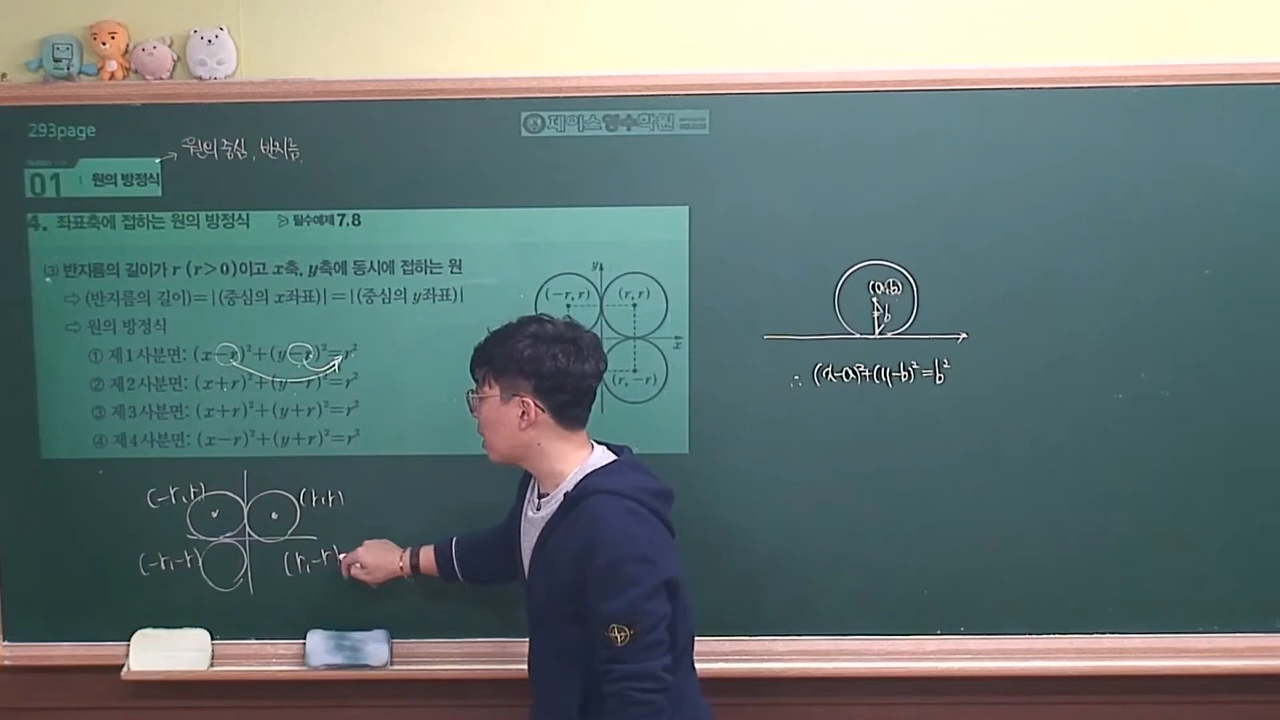 293page
제이스영수학원
→ 원의 중심, 반지름,
01 원의 방정식
4. 좌표축에 접하는 원의 방정식 ▷ 필수예제 7.8
(3) 반지름의 길이가 r (r>0)이고 x축, y축에 동시에 접하는 원
⇨ (반지름의 길이)=|(중심의 x좌표)|=|(중심의 y좌표)|
⇨ 원의 방정식
① 제1사분면: (x-r)²+(y-r)²=r²
② 제2사분면: (x+r)²+(y-r)²=r²
③ 제3사분면: (x+r)²+(y+r)²=r²
④ 제4사분면: (x-r)²+(y+r)²=r²
y
(-r, r) (r, r)
x
(r, -r)
(a,b)
b
∴ (x-a)²+(y-b)²=b²
(-r,r) (r,r)
(-r,-r) (r,-r)